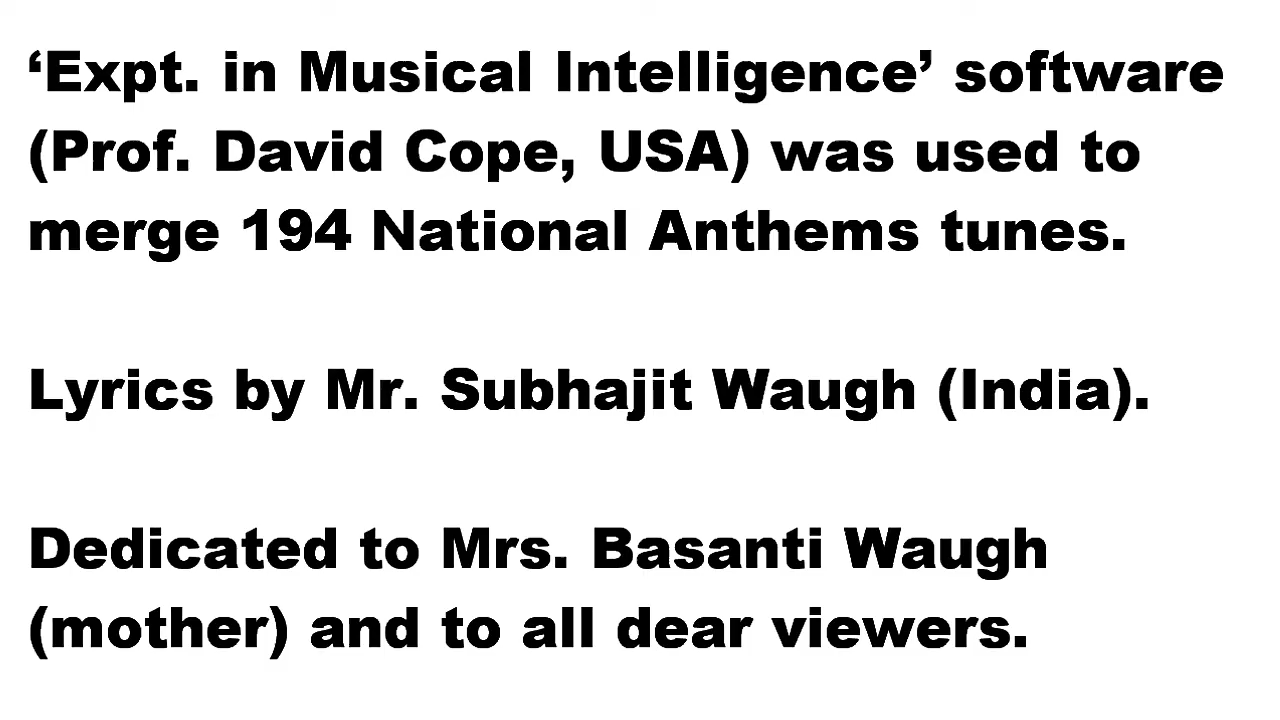 ‘Expt. in Musical Intelligence’ software
(Prof. David Cope, USA) was used to
merge 194 National Anthems tunes.
Lyrics by Mr. Subhajit Waugh (India).
Dedicated to Mrs. Basanti Waugh
(mother) and to all dear viewers.